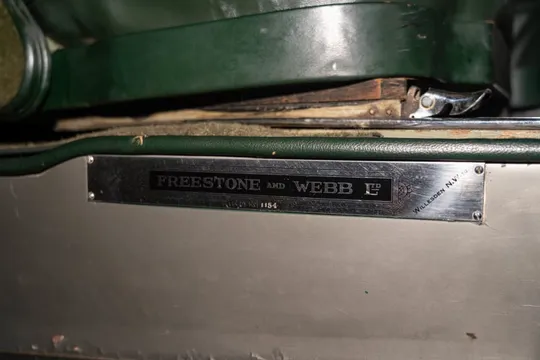 FREESTONE AND WEBB LTD
1154
WILLESDEN N.W.